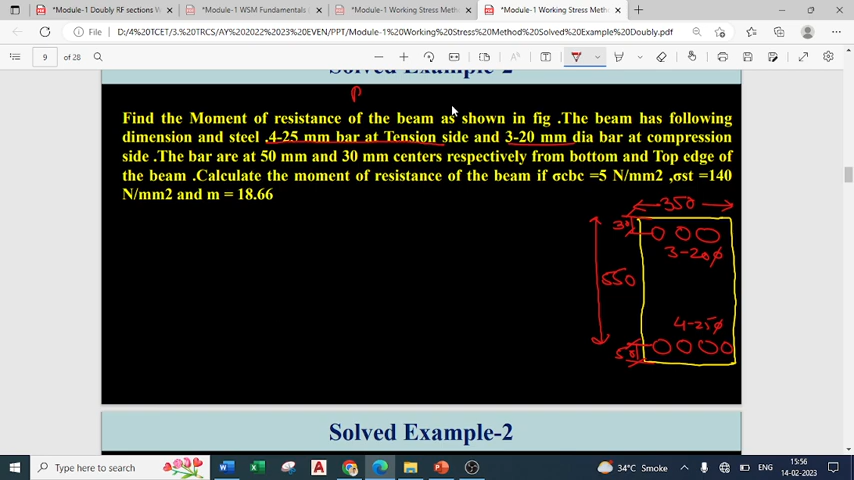 *Module-1 Doubly RF sections W
*Module-1 WSM Fundamentals
*Module-1 Working Stress Metho
*Module-1 Working Stress Metho
File
D:/4%20TCET/3.%20TRCS/AY%202022%202023%20EVEN/PPT/Module-1%20Working%20Stress%20Method%20Solved%20Example%20Doubly.pdf
9 of 28
Solved Example-2
Find the Moment of resistance of the beam as shown in fig .The beam has following
dimension and steel .4-25 mm bar at Tension side and 3-20 mm dia bar at compression
side .The bar are at 50 mm and 30 mm centers respectively from bottom and Top edge of
the beam .Calculate the moment of resistance of the beam if σcbc =5 N/mm2 ,σst =140
N/mm2 and m = 18.66
350
30
3-20ϕ
550
4-25ϕ
50
Solved Example-2
Type here to search
34°C Smoke
ENG
15:56
14-02-2023